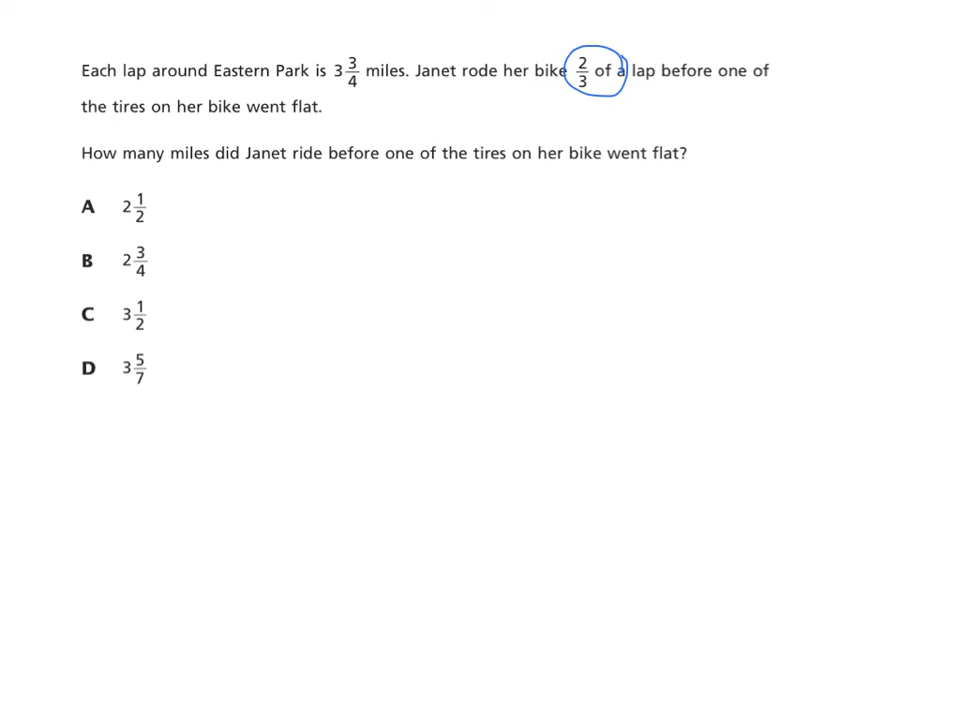 Each lap around Eastern Park is 3 3/4 miles. Janet rode her bike 2/3 of a lap before one of
the tires on her bike went flat.
How many miles did Janet ride before one of the tires on her bike went flat?
A 2 1/2
B 2 3/4
C 3 1/2
D 3 5/7